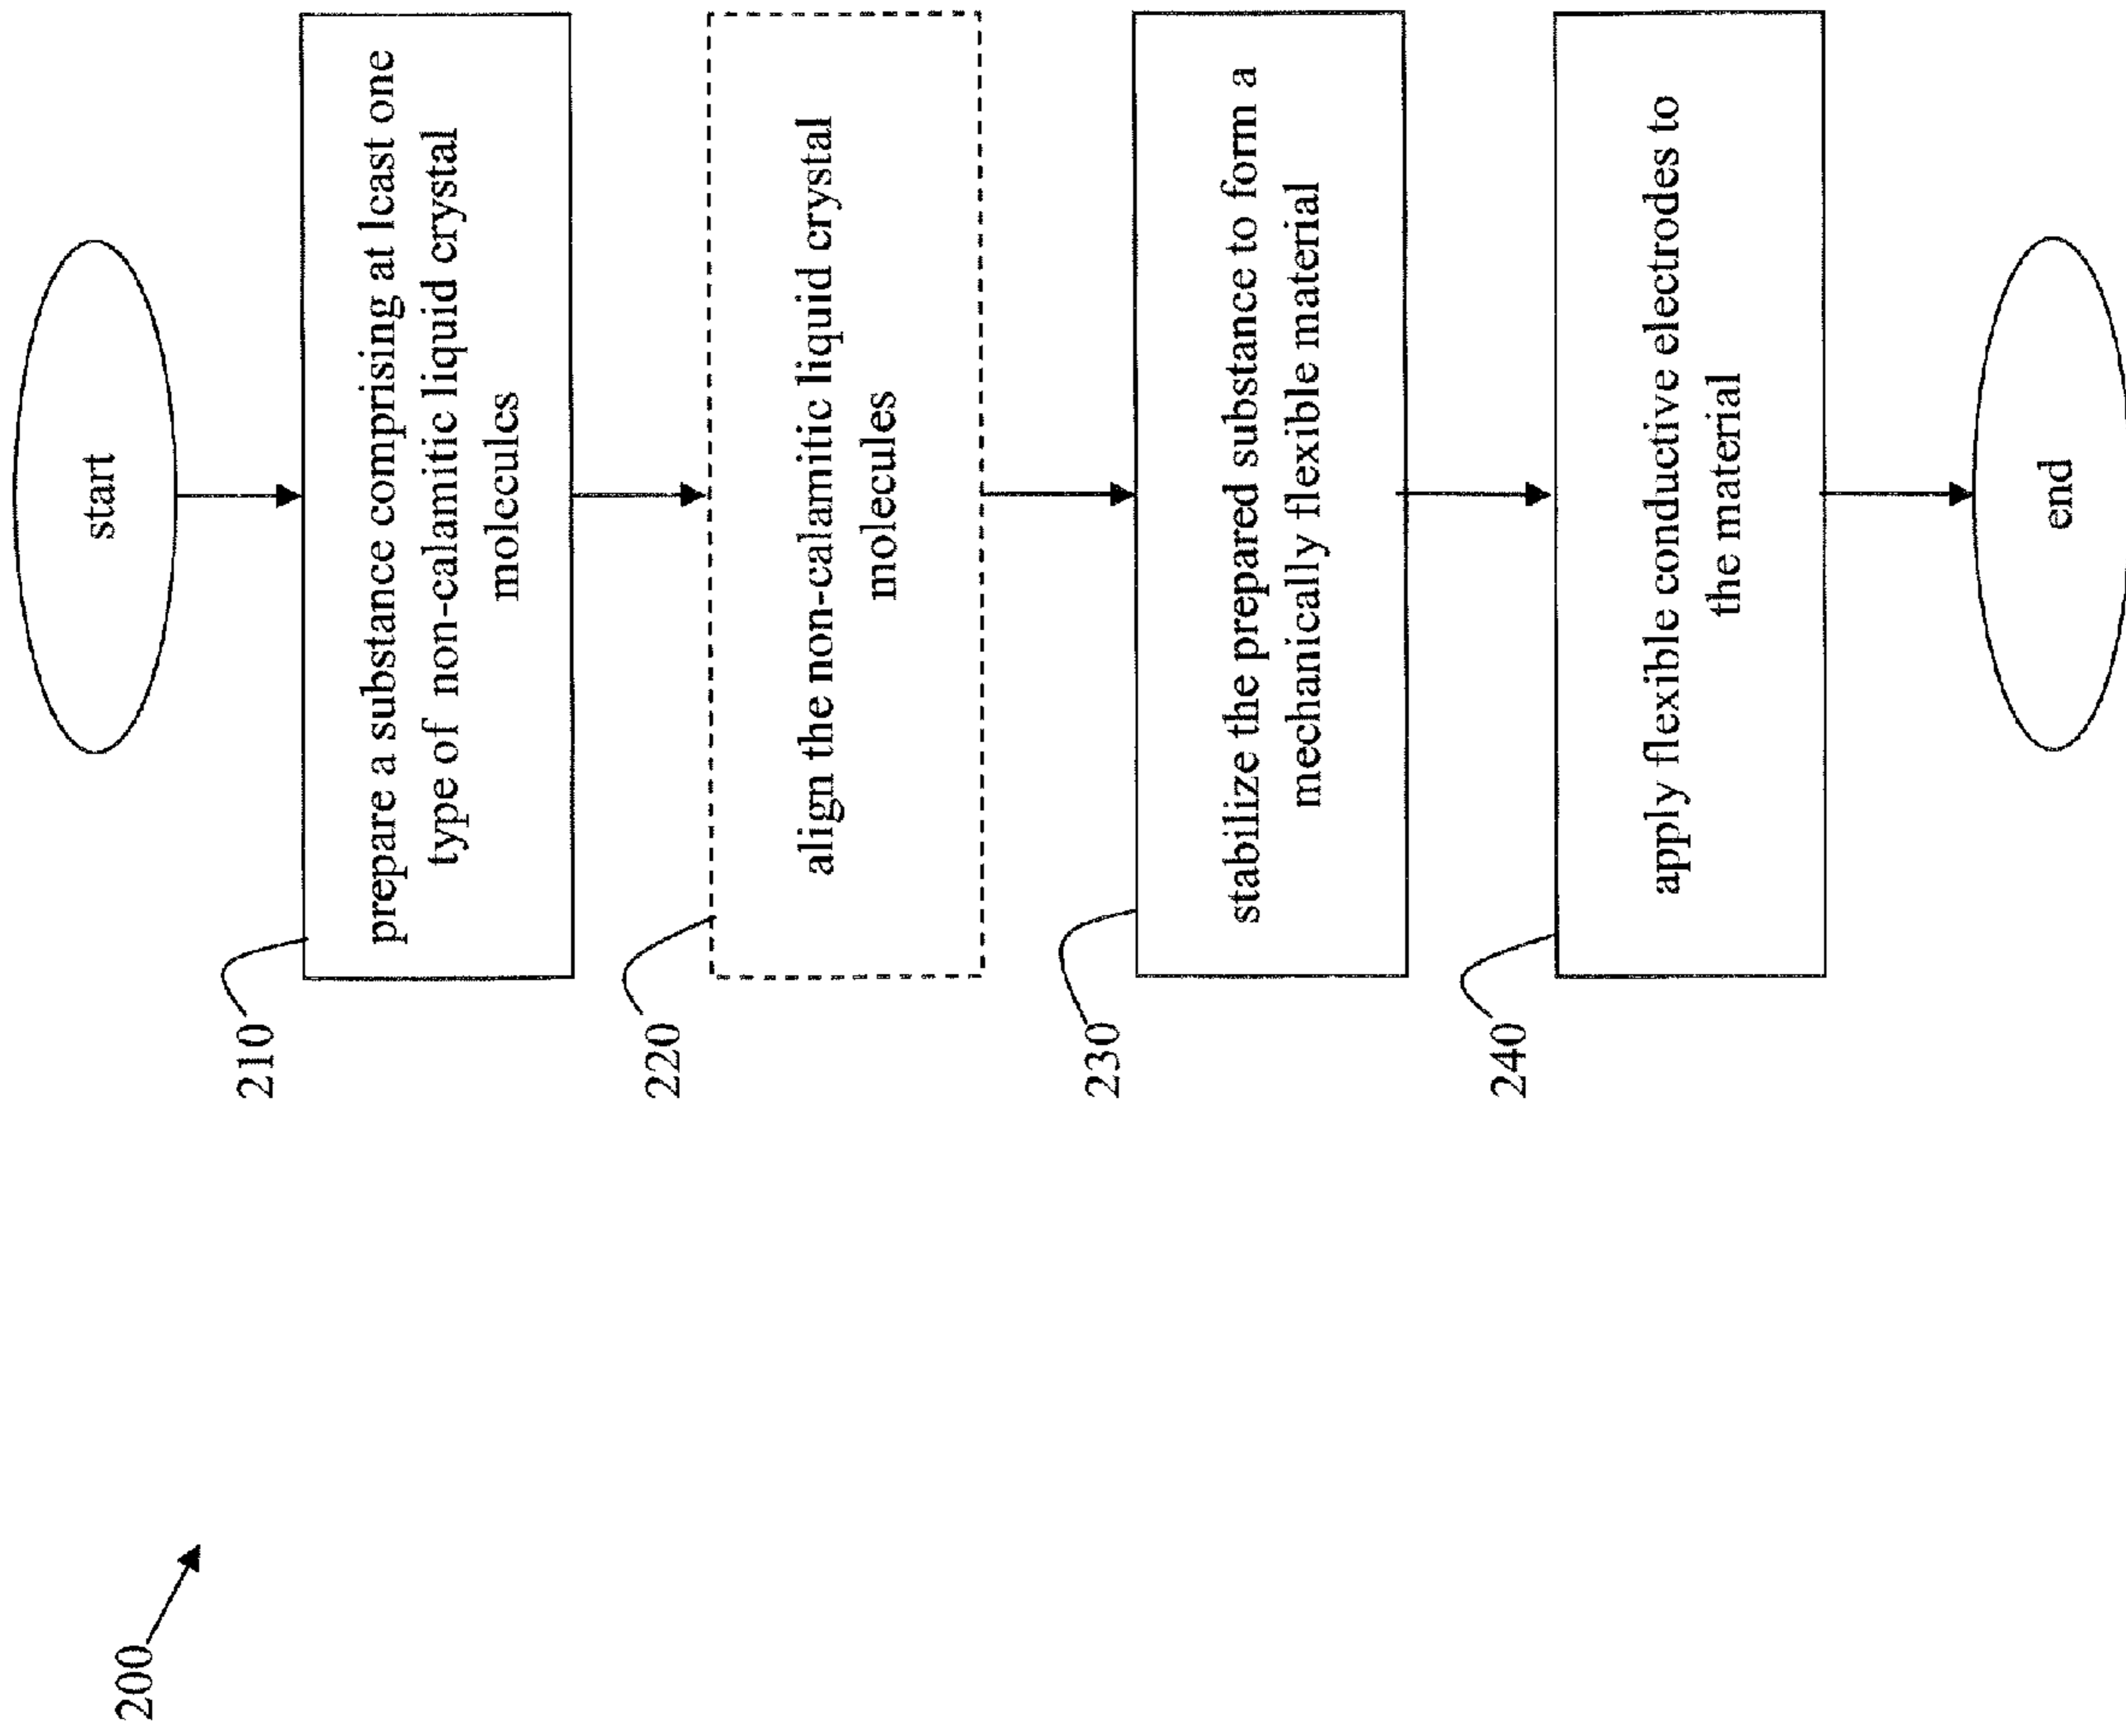 200
start
210
prepare a substance comprising at least one
type of non-calamitic liquid crystal
molecules
220
align the non-calamitic liquid crystal
molecules
230
stabilize the prepared substance to form a
mechanically flexible material
240
apply flexible conductive electrodes to
the material
end